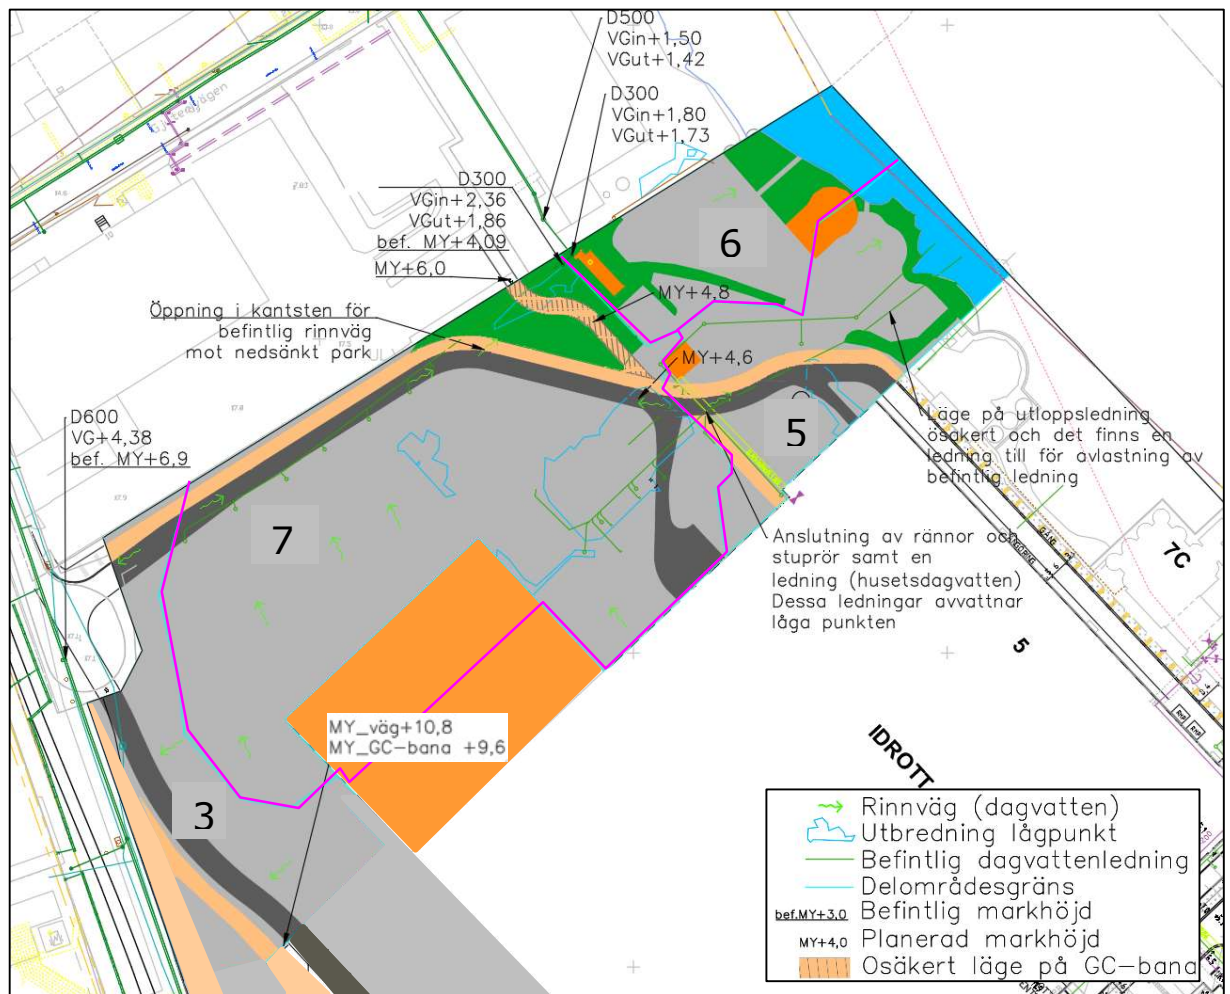 D500
VGin+1,50
VGut+1,42
D300
VGin+1,80
VGut+1,73
D300
VGin+2,36
VGut+1,86
bef. MY+4,09
MY+6,0
Öppning i kantsten för
befintlig rinnväg
mot nedsänkt park
MY+4,8
MY+4,6
6
5
D600
VG+4,38
bef. MY+6,9
7
Läge på utloppsledning
osäkert och det finns en
ledning till för avlastning av
befintlig ledning
Anslutning av rännor och
stuprör samt en
ledning (husetsdagvatten)
Dessa ledningar avvattnar
låga punkten
7C
5
IDROTT
MY_väg+10,8
MY_GC-bana +9,6
3
Rinnväg (dagvatten)
Utbredning lågpunkt
Befintlig dagvattenledning
Delområdesgräns
bef.MY+3,0 Befintlig markhöjd
MY+4,0 Planerad markhöjd
Osäkert läge på GC-bana